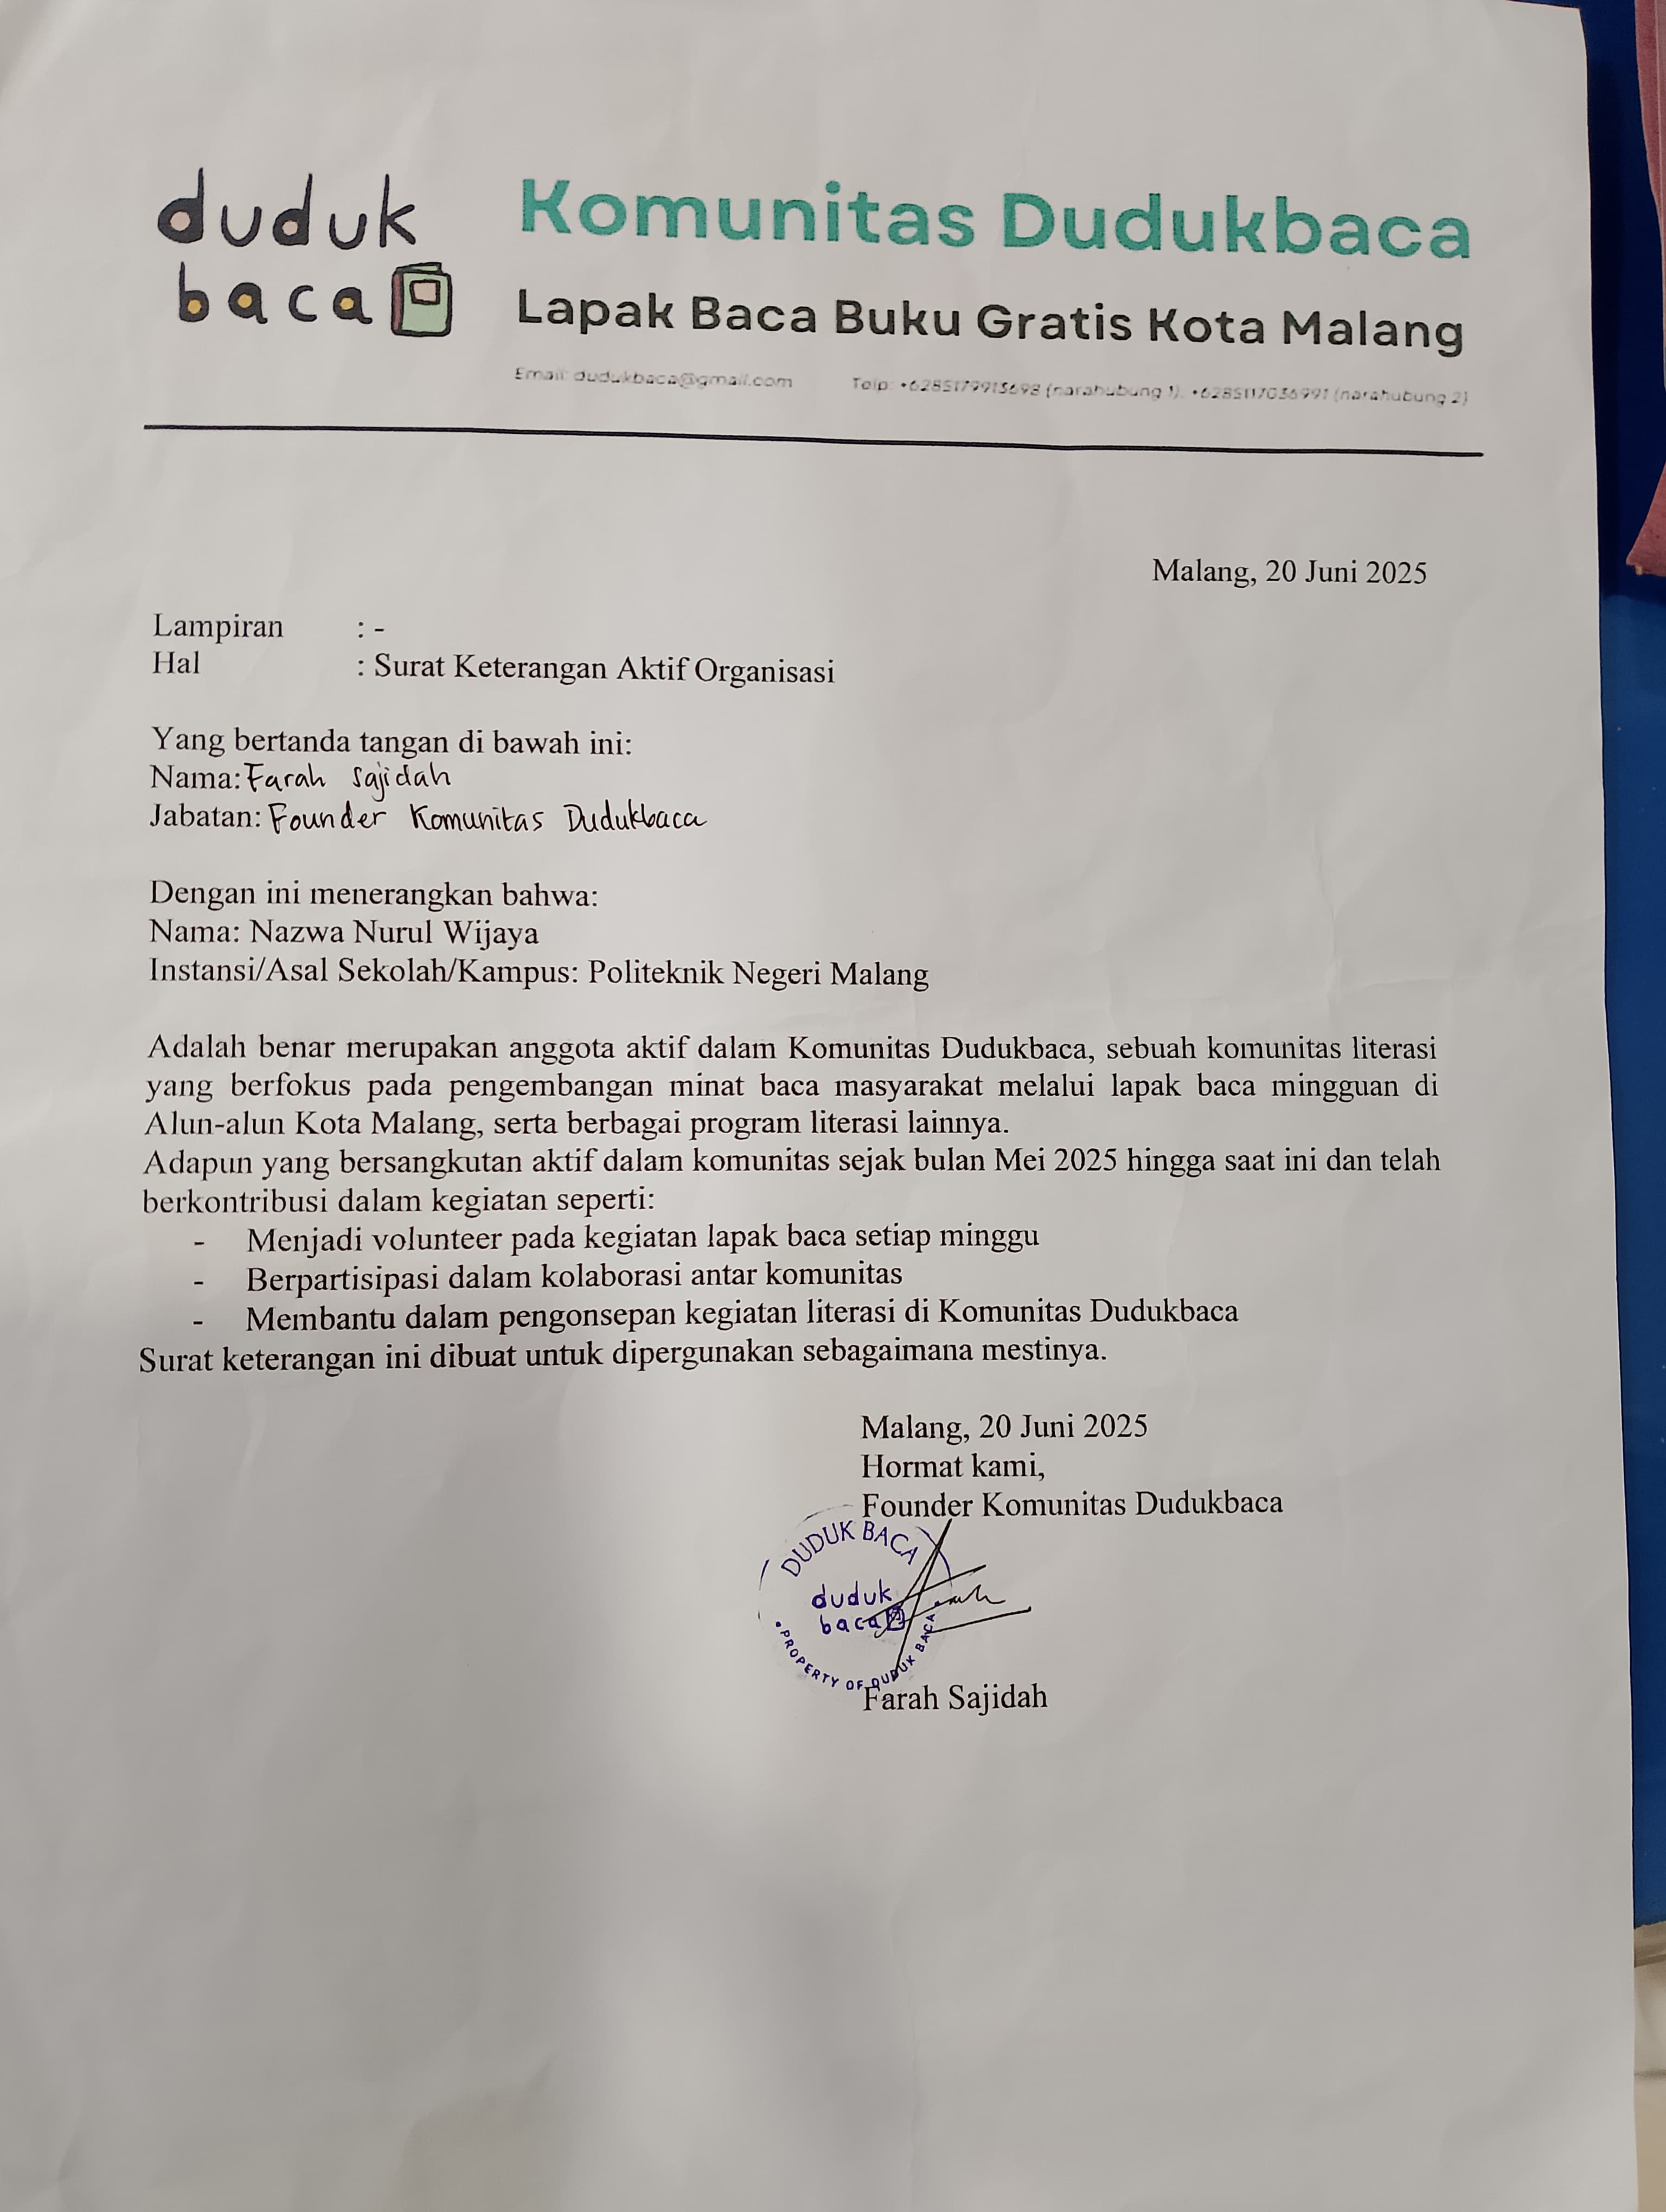 duduk
baca
Komunitas Dudukbaca
Lapak Baca Buku Gratis Kota Malang
Email: dudukbaca@gmail.com Telp: +6285179915698 (narahubung 1), +6285117036991 (narahubung 2)
Malang, 20 Juni 2025
Lampiran : -
Hal : Surat Keterangan Aktif Organisasi
Yang bertanda tangan di bawah ini:
Nama: Farah Sajidah
Jabatan: Founder Komunitas Dudukbaca
Dengan ini menerangkan bahwa:
Nama: Nazwa Nurul Wijaya
Instansi/Asal Sekolah/Kampus: Politeknik Negeri Malang
Adalah benar merupakan anggota aktif dalam Komunitas Dudukbaca, sebuah komunitas literasi
yang berfokus pada pengembangan minat baca masyarakat melalui lapak baca mingguan di
Alun-alun Kota Malang, serta berbagai program literasi lainnya.
Adapun yang bersangkutan aktif dalam komunitas sejak bulan Mei 2025 hingga saat ini dan telah
berkontribusi dalam kegiatan seperti:
- Menjadi volunteer pada kegiatan lapak baca setiap minggu
- Berpartisipasi dalam kolaborasi antar komunitas
- Membantu dalam pengonsepan kegiatan literasi di Komunitas Dudukbaca
Surat keterangan ini dibuat untuk dipergunakan sebagaimana mestinya.
Malang, 20 Juni 2025
Hormat kami,
Founder Komunitas Dudukbaca
DUDUK BACA
duduk
baca
• PROPERTY OF DUDUK BACA •
Farah Sajidah